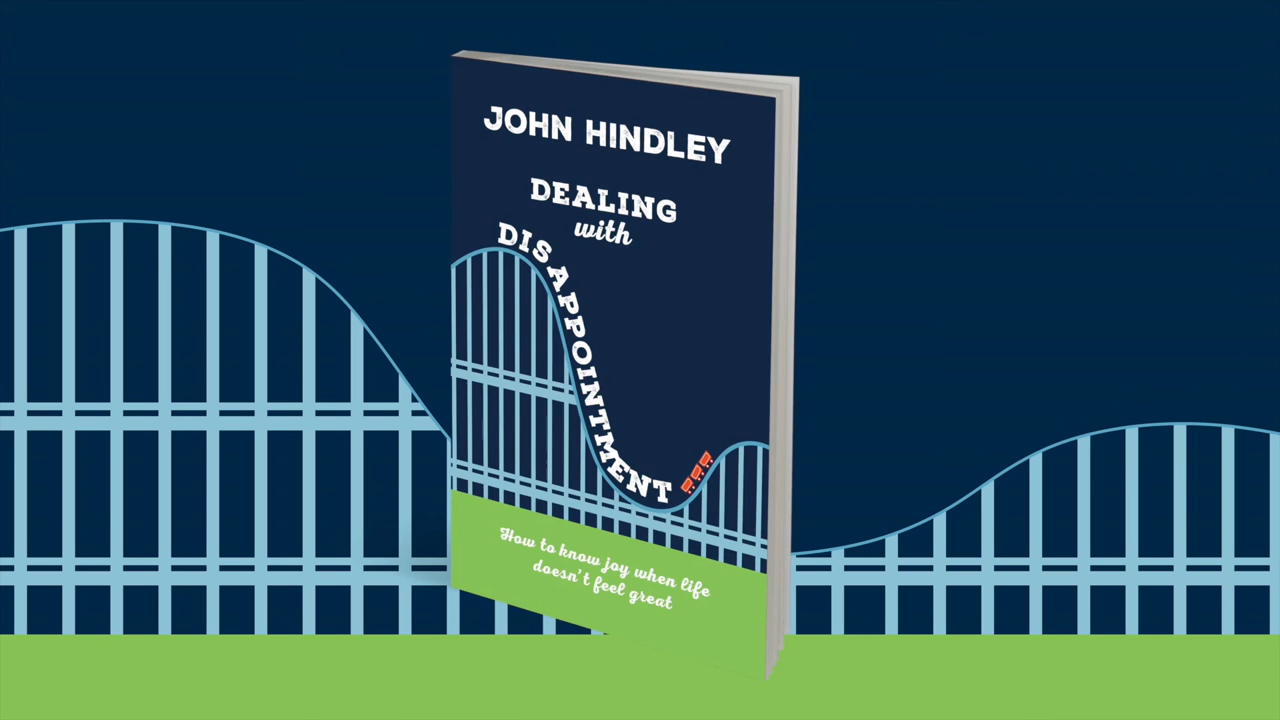 JOHN HINDLEY
DEALING
with
DISAPPOINTMENT
How to know joy when life
doesn't feel great